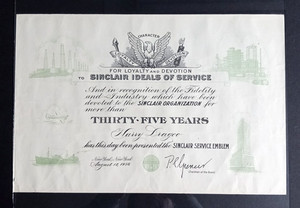 CHARACTER
FOR LOYALTY AND DEVOTION
TO SINCLAIR IDEALS OF SERVICE
And in recognition of the Fidelity
and Industry which have been
devoted to the SINCLAIR ORGANIZATION for
more than
THIRTY-FIVE YEARS
Harry
has this day been presented the SINCLAIR SERVICE EMBLEM
New York, New York
August